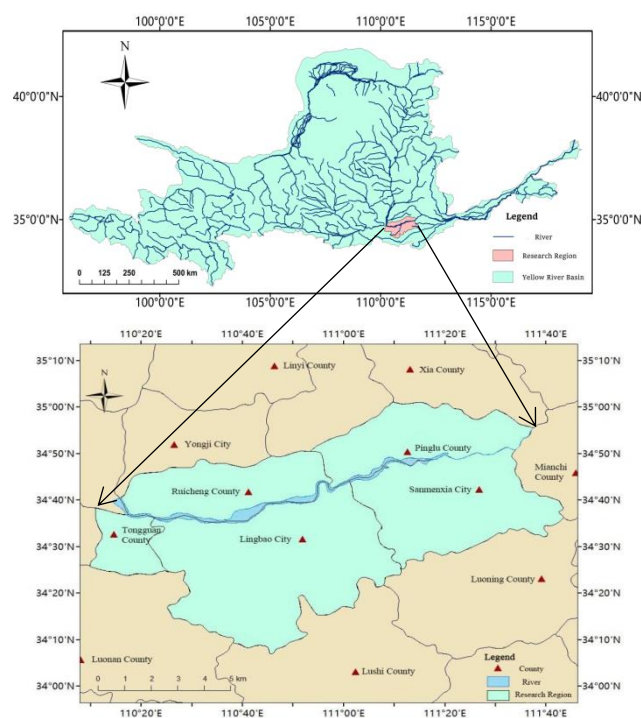 100°0'0"E 105°0'0"E 110°0'0"E 115°0'0"E
N
40°0'0"N 40°0'0"N
35°0'0"N 35°0'0"N
Legend
River
Research Region
Yellow River Basin
0 125 250 500 km
100°0'0"E 105°0'0"E 110°0'0"E 115°0'0"E
110°20'E 110°40'E 111°00'E 111°20'E 111°40'E
35°10'N 35°10'N
N
Linyi County
Xia County
35°00'N 35°00'N
Yongji City
34°50'N 34°50'N
Pinglu County
Mianchi
County
Ruicheng County
Sanmenxia City
34°40'N 34°40'N
Tongguan
County
Lingbao City
34°30'N 34°30'N
Luoning County
34°20'N 34°20'N
34°10'N 34°10'N
Luonan County
Lushi County
0 1 2 3 4 5 km
Legend
County
River
Research Region
34°00'N 34°00'N
110°20'E 110°40'E 111°00'E 111°20'E 111°40'E